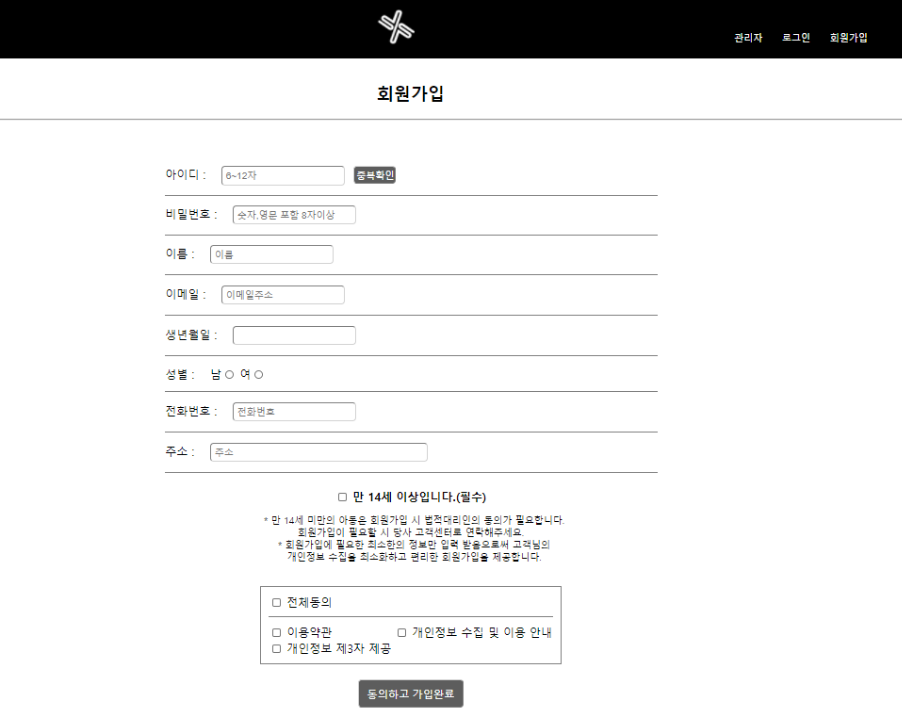 관리자 로그인 회원가입
회원가입
아이디 : 6~12자 중복확인
비밀번호 : 숫자,영문 포함 8자이상
이름 : 이름
이메일 : 이메일주소
생년월일 :
성별 : 남 여
전화번호 : 전화번호
주소 : 주소
만 14세 이상입니다.(필수)
* 만 14세 미만의 아동은 회원가입 시 법적대리인의 동의가 필요합니다.
회원가입이 필요할 시 당사 고객센터로 연락해주세요.
* 회원가입에 필요한 최소한의 정보만 입력 받음으로써 고객님의
개인정보 수집을 최소화하고 편리한 회원가입을 제공합니다.
전체동의
이용약관 개인정보 수집 및 이용 안내
개인정보 제3자 제공
동의하고 가입완료